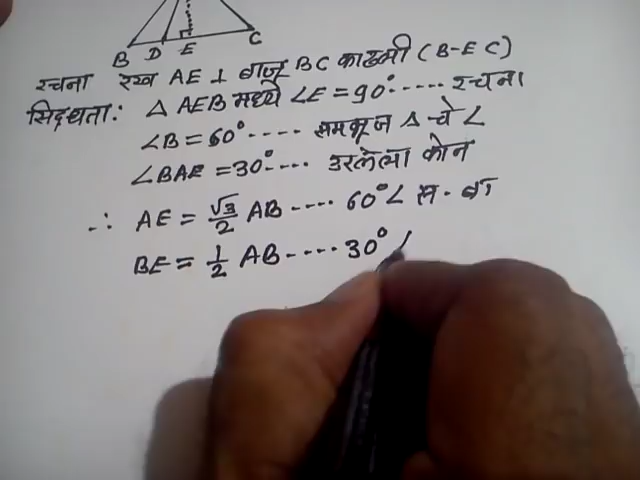 B D E C
रचना रेख AE ⊥ बाजू BC काढली (B-E C)
सिद्धता: △ AEB मध्ये ∠E = 90° .... रचना
∠B = 60° .... समभूज △ चे ∠
∠BAE = 30° .... उरलेला कोन
∴ AE = √3/2 AB .... 60° ∠ स. बा
BE = 1/2 AB .... 30° ∠